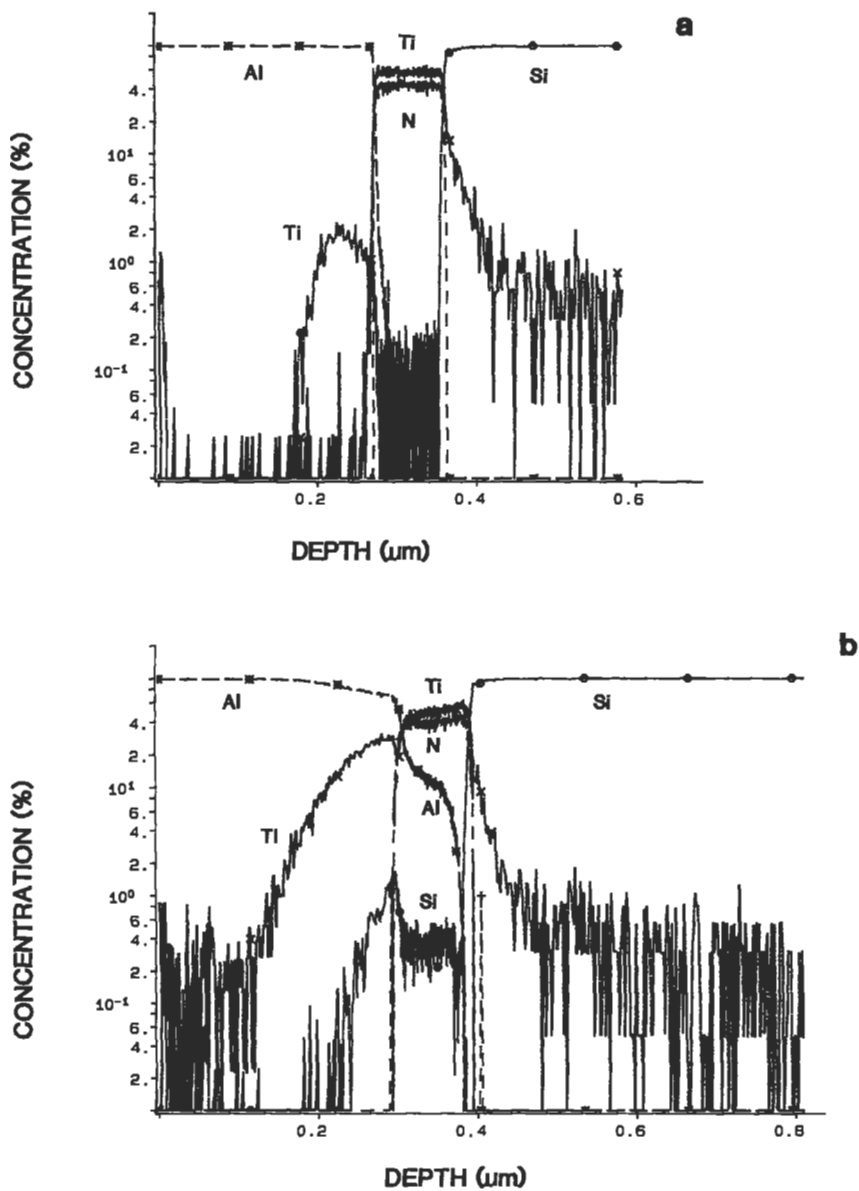 a
Ti
Al
Si
4.
2.
N
10¹
6.
4.
2.
Ti
10⁰
6.
4.
2.
10⁻¹
6.
4.
2.
0.2
0.4
0.6
CONCENTRATION (%)
DEPTH (μm)
b
Ti
Al
Si
4.
N
2.
10¹
Al
6.
4.
Ti
2.
10⁰
Si
6.
4.
2.
10⁻¹
6.
4.
2.
0.2
0.4
0.6
0.8
CONCENTRATION (%)
DEPTH (μm)